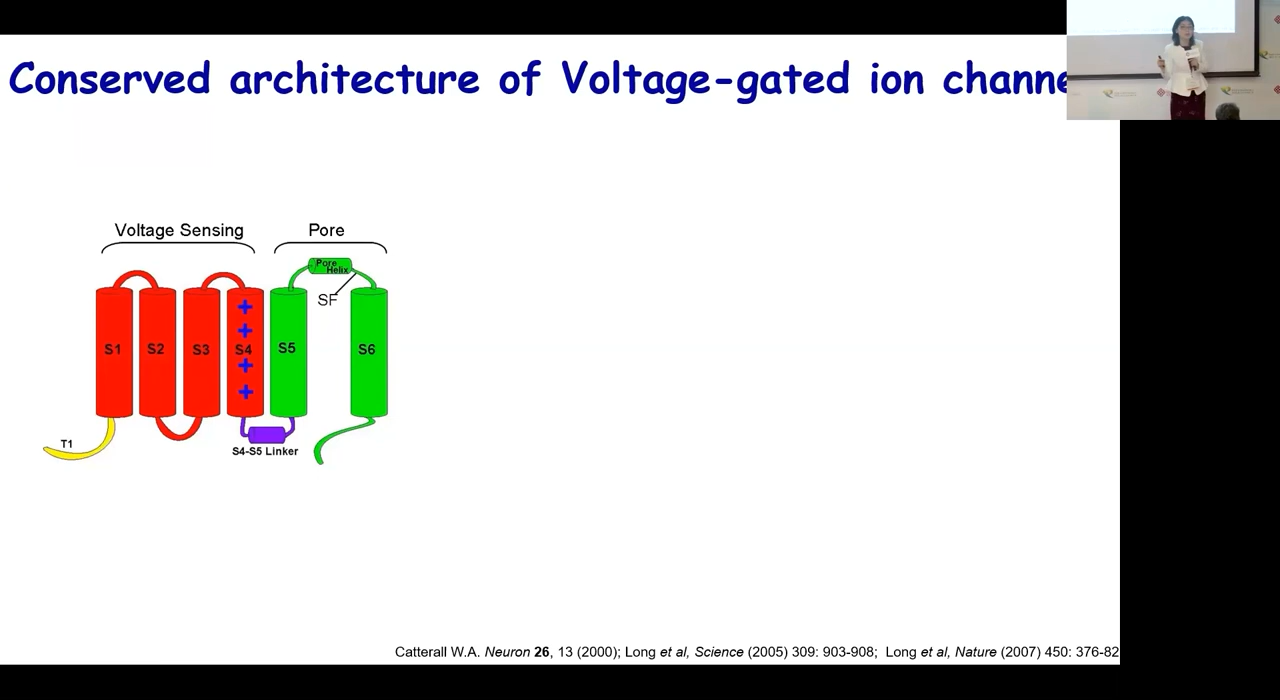 Conserved architecture of Voltage-gated ion channe
Voltage Sensing
Pore
Pore
Helix
SF
+
+
S1
S2
S3
S4
S5
S6
+
+
T1
S4-S5 Linker
Catterall W.A. Neuron 26, 13 (2000); Long et al, Science (2005) 309: 903-908; Long et al, Nature (2007) 450: 376-82